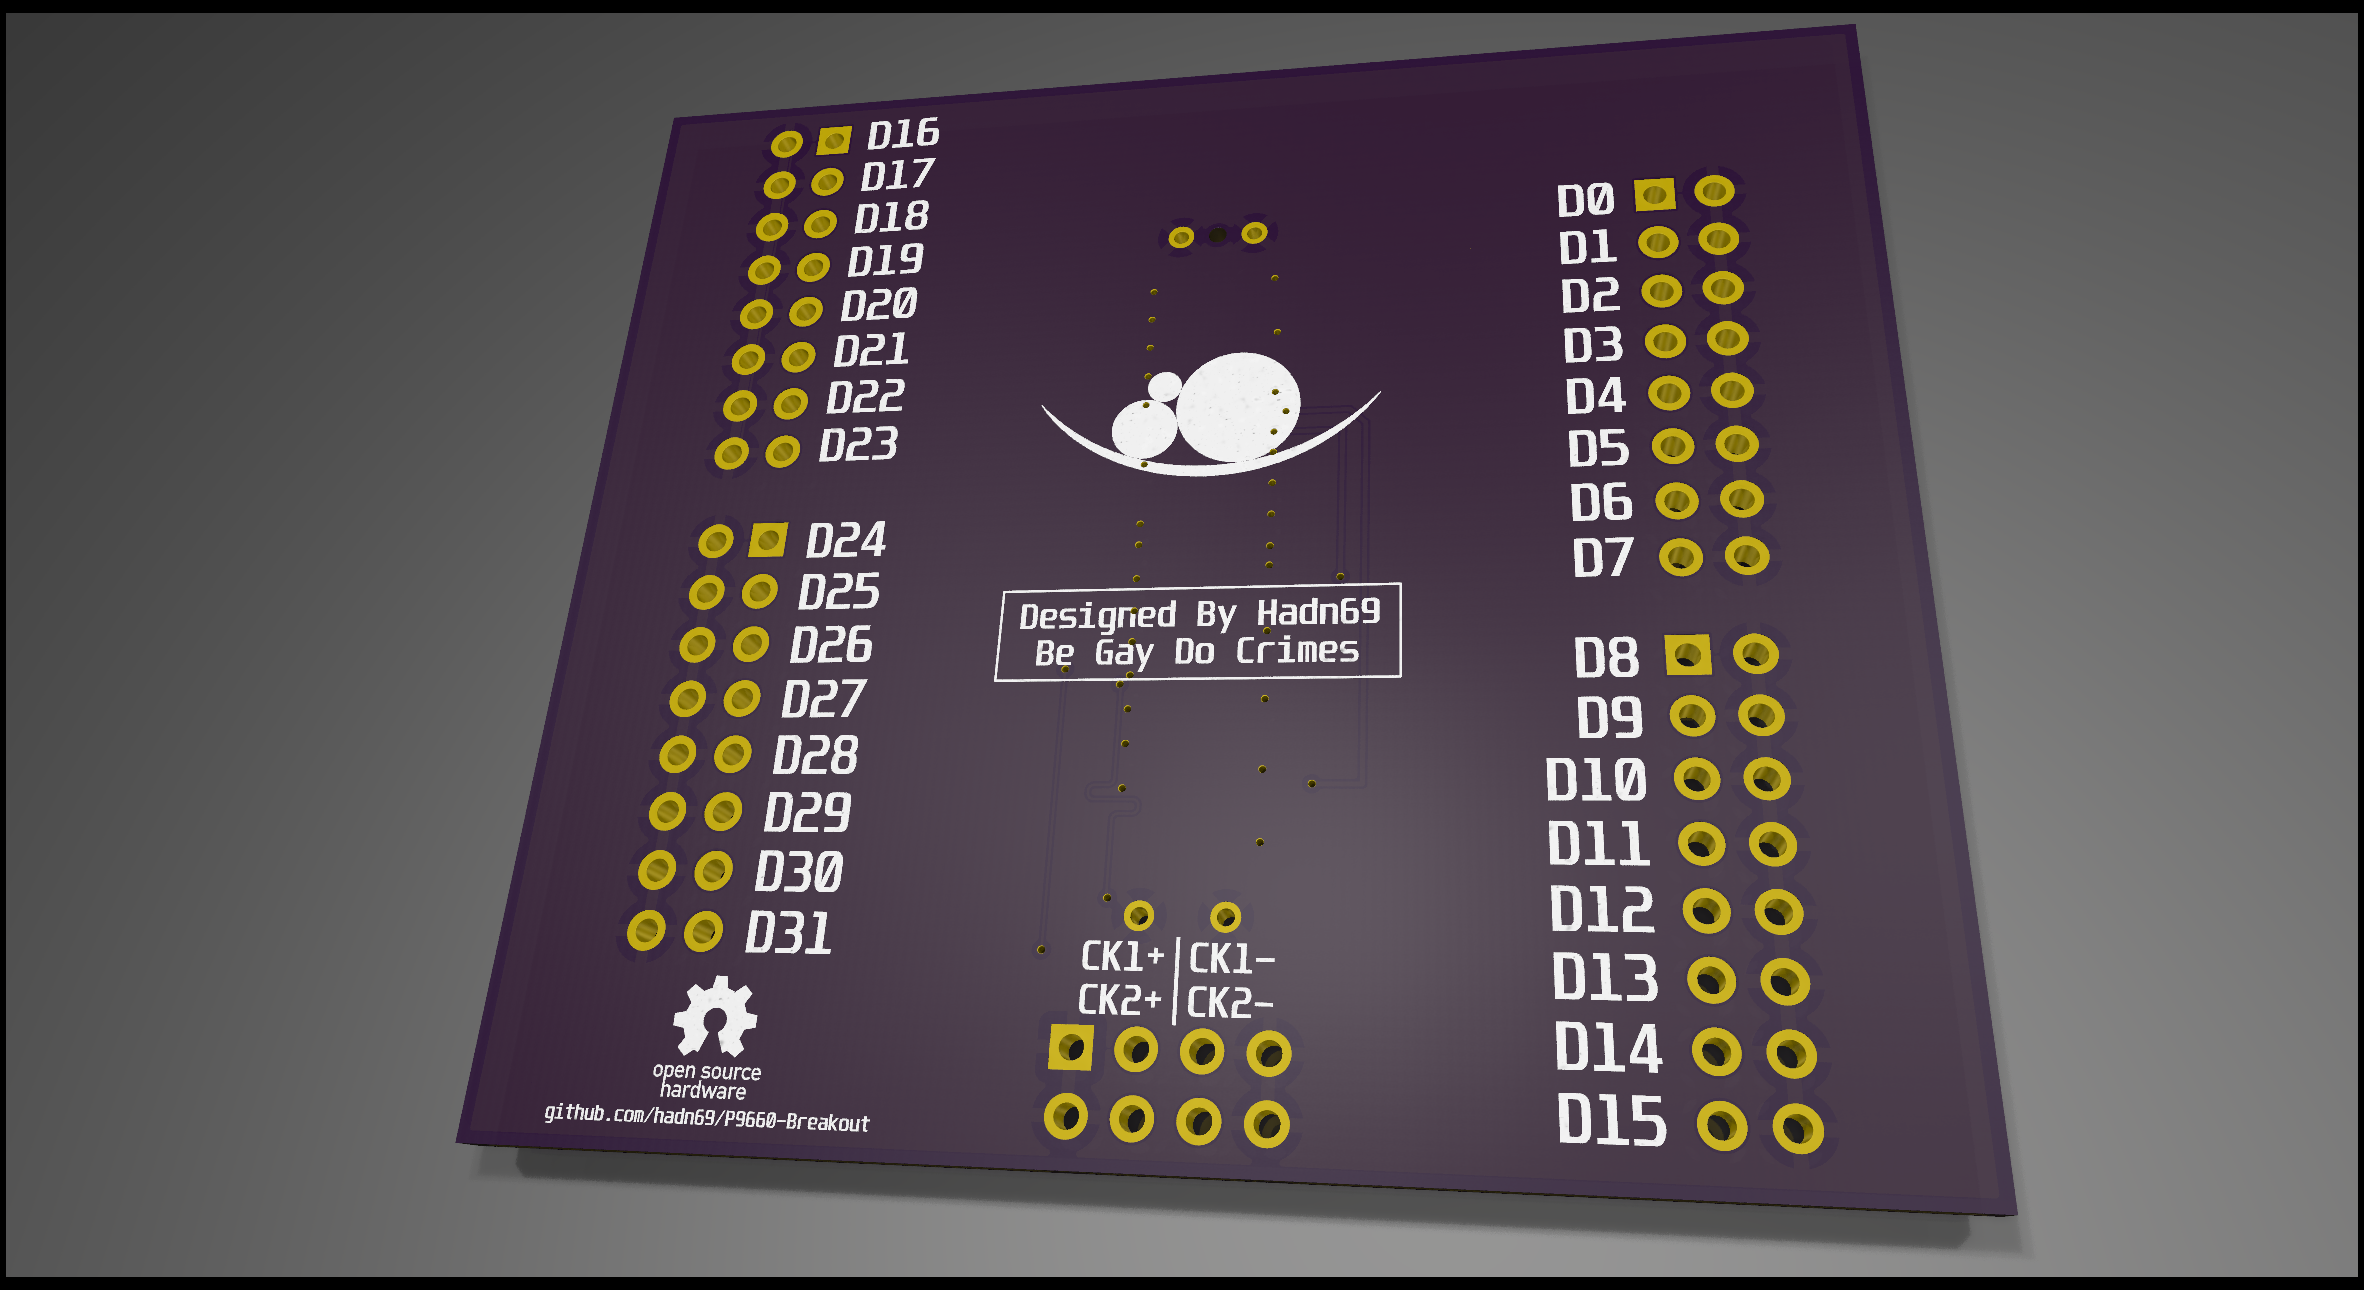 D16
D17
D18
D19
D20
D21
D22
D23
D24
D25
D26
D27
D28
D29
D30
D31
open source
hardware
github.com/hadn69/P9660-Breakout
Designed By Hadn69
Be Gay Do Crimes
CK1+|CK1-
CK2+|CK2-
D0
D1
D2
D3
D4
D5
D6
D7
D8
D9
D10
D11
D12
D13
D14
D15